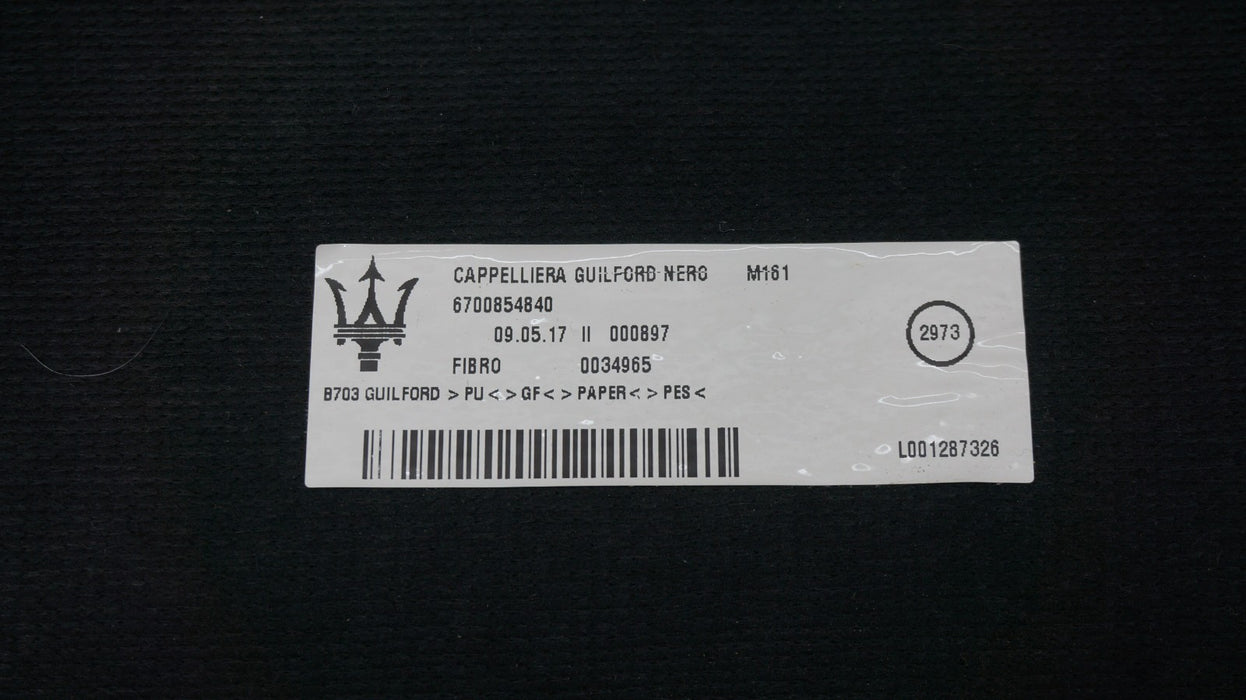 CAPPELLIERA GUILFORD NERO M161
6700854840
09.05.17 II 000897
2973
FIBRO 0034965
B703 GUILFORD >PU< >GF< >PAPER< >PES<
L001287326